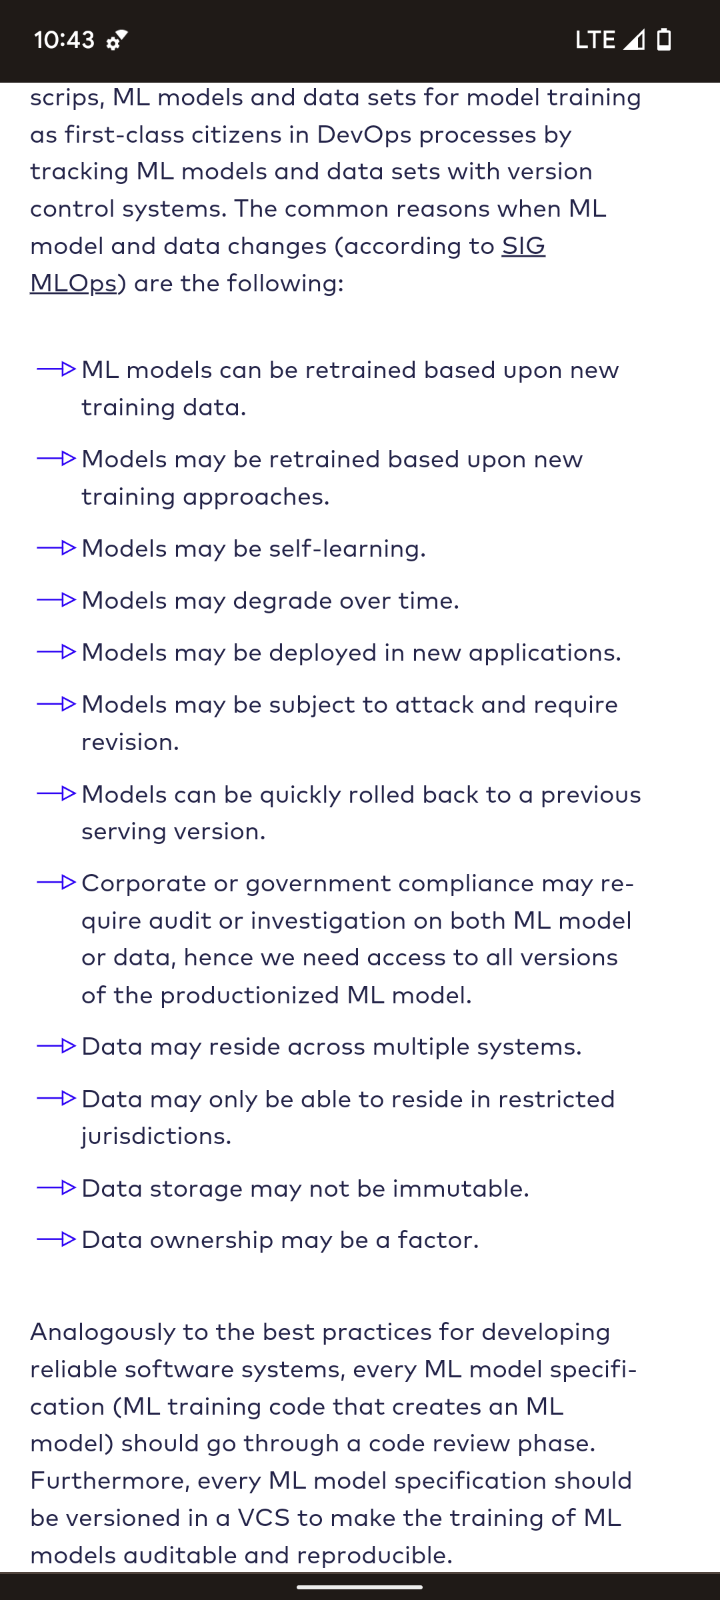 10:43
LTE
scrips, ML models and data sets for model training
as first-class citizens in DevOps processes by
tracking ML models and data sets with version
control systems. The common reasons when ML
model and data changes (according to SIG
MLOps) are the following:
ML models can be retrained based upon new
training data.
Models may be retrained based upon new
training approaches.
Models may be self-learning.
Models may degrade over time.
Models may be deployed in new applications.
Models may be subject to attack and require
revision.
Models can be quickly rolled back to a previous
serving version.
Corporate or government compliance may re-
quire audit or investigation on both ML model
or data, hence we need access to all versions
of the productionized ML model.
Data may reside across multiple systems.
Data may only be able to reside in restricted
jurisdictions.
Data storage may not be immutable.
Data ownership may be a factor.
Analogously to the best practices for developing
reliable software systems, every ML model specifi-
cation (ML training code that creates an ML
model) should go through a code review phase.
Furthermore, every ML model specification should
be versioned in a VCS to make the training of ML
models auditable and reproducible.